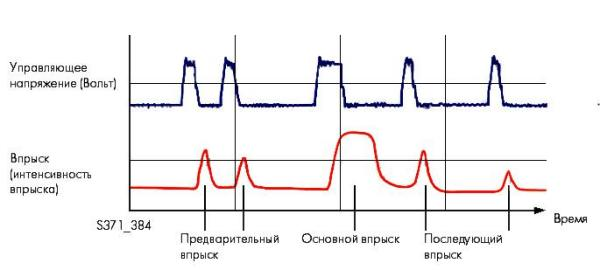 Управляющее
напряжение (Вольт)
Впрыск
(интенсивность
впрыска)
S371_384
Время
Предварительный
впрыск
Основной впрыск
Последующий
впрыск